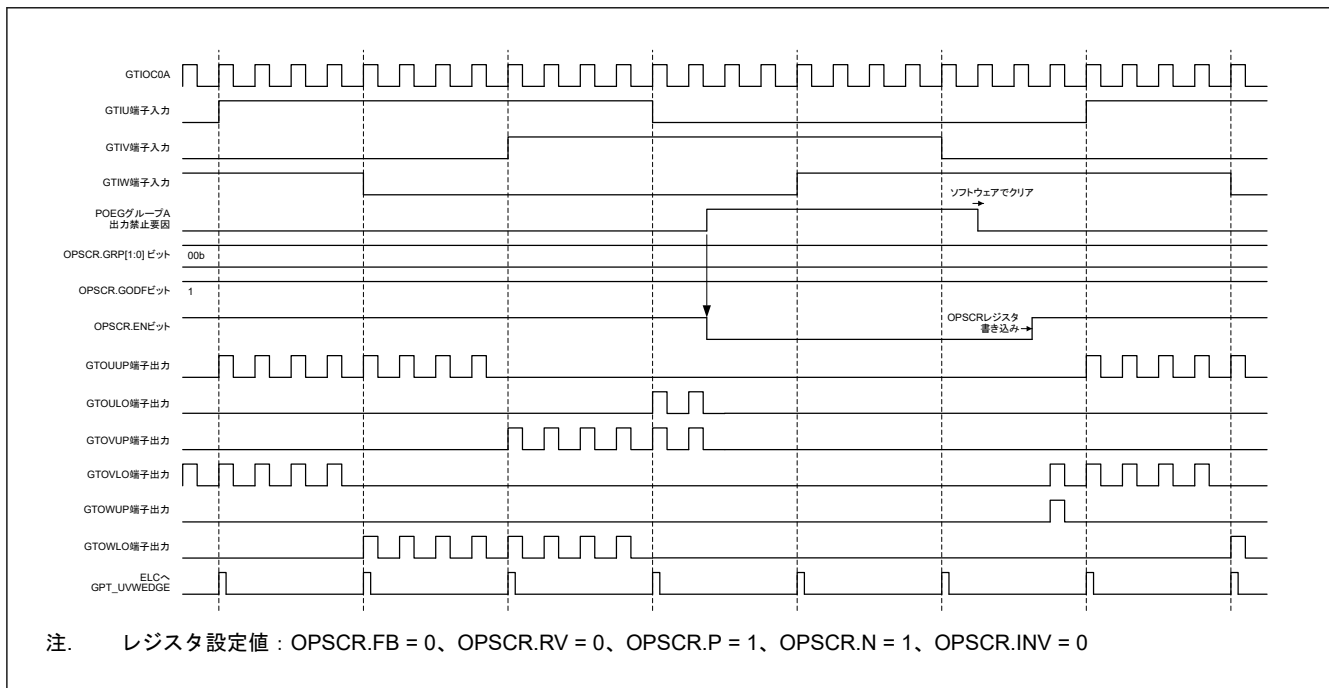 GTIOC0A
GTIU端子入力
GTIV端子入力
GTIW端子入力
ソフトウェアでクリア
POEGグループA
出力禁止要因
OPSCR.GRP[1:0] ビット 00b
OPSCR.GODFビット 1
OPSCR.ENビット
OPSCRレジスタ
書き込み
GTOUUP端子出力
GTOULO端子出力
GTOVUP端子出力
GTOVLO端子出力
GTOWUP端子出力
GTOWLO端子出力
ELCへ
GPT_UVWEDGE
注. レジスタ設定値：OPSCR.FB = 0、OPSCR.RV = 0、OPSCR.P = 1、OPSCR.N = 1、OPSCR.INV = 0